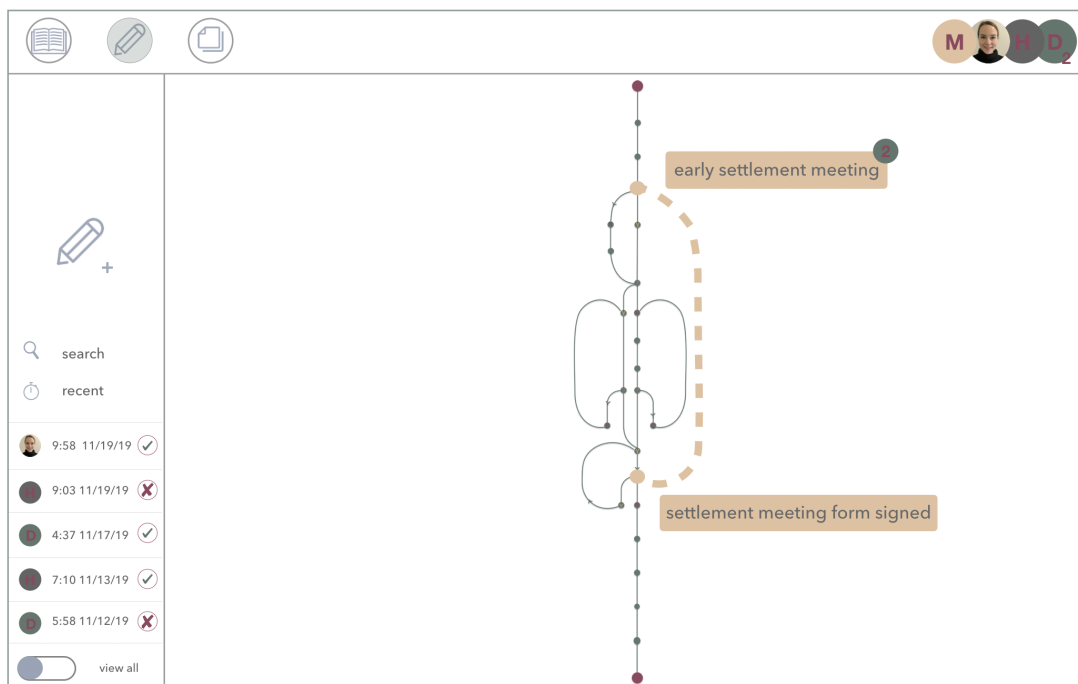 M H D
2
2
early settlement meeting
search
recent
9:58 11/19/19
H 9:03 11/19/19
D 4:37 11/17/19
H 7:10 11/13/19
settlement meeting form signed
D 5:58 11/12/19
view all